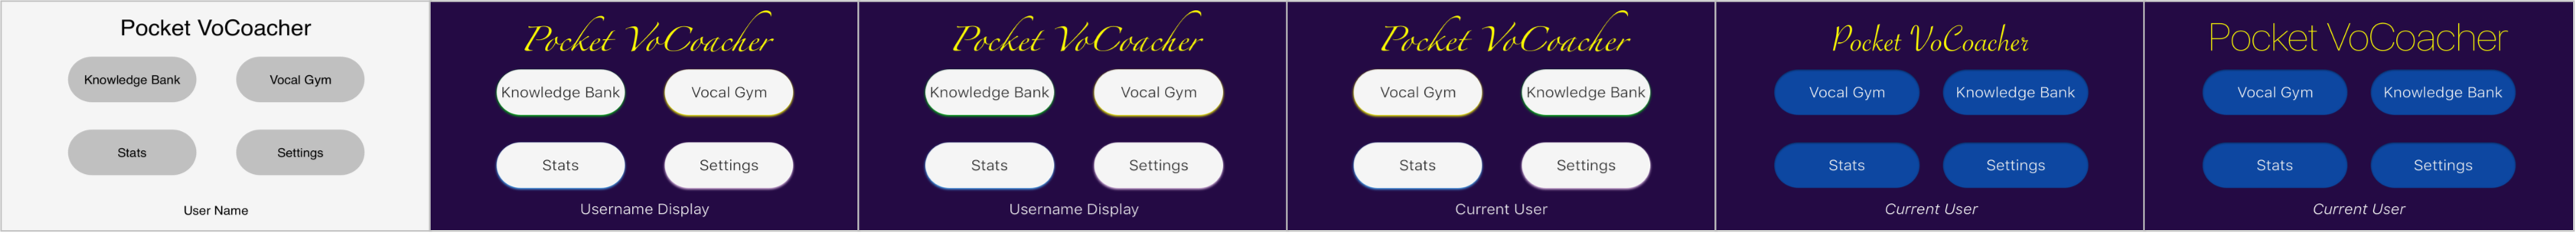 Pocket VoCoacher
Knowledge Bank Vocal Gym
Stats Settings
User Name
Pocket VoCoacher
Knowledge Bank Vocal Gym
Stats Settings
Username Display
Pocket VoCoacher
Knowledge Bank Vocal Gym
Stats Settings
Username Display
Pocket VoCoacher
Vocal Gym Knowledge Bank
Stats Settings
Current User
Pocket VoCoacher
Vocal Gym Knowledge Bank
Stats Settings
Current User
Pocket VoCoacher
Vocal Gym Knowledge Bank
Stats Settings
Current User